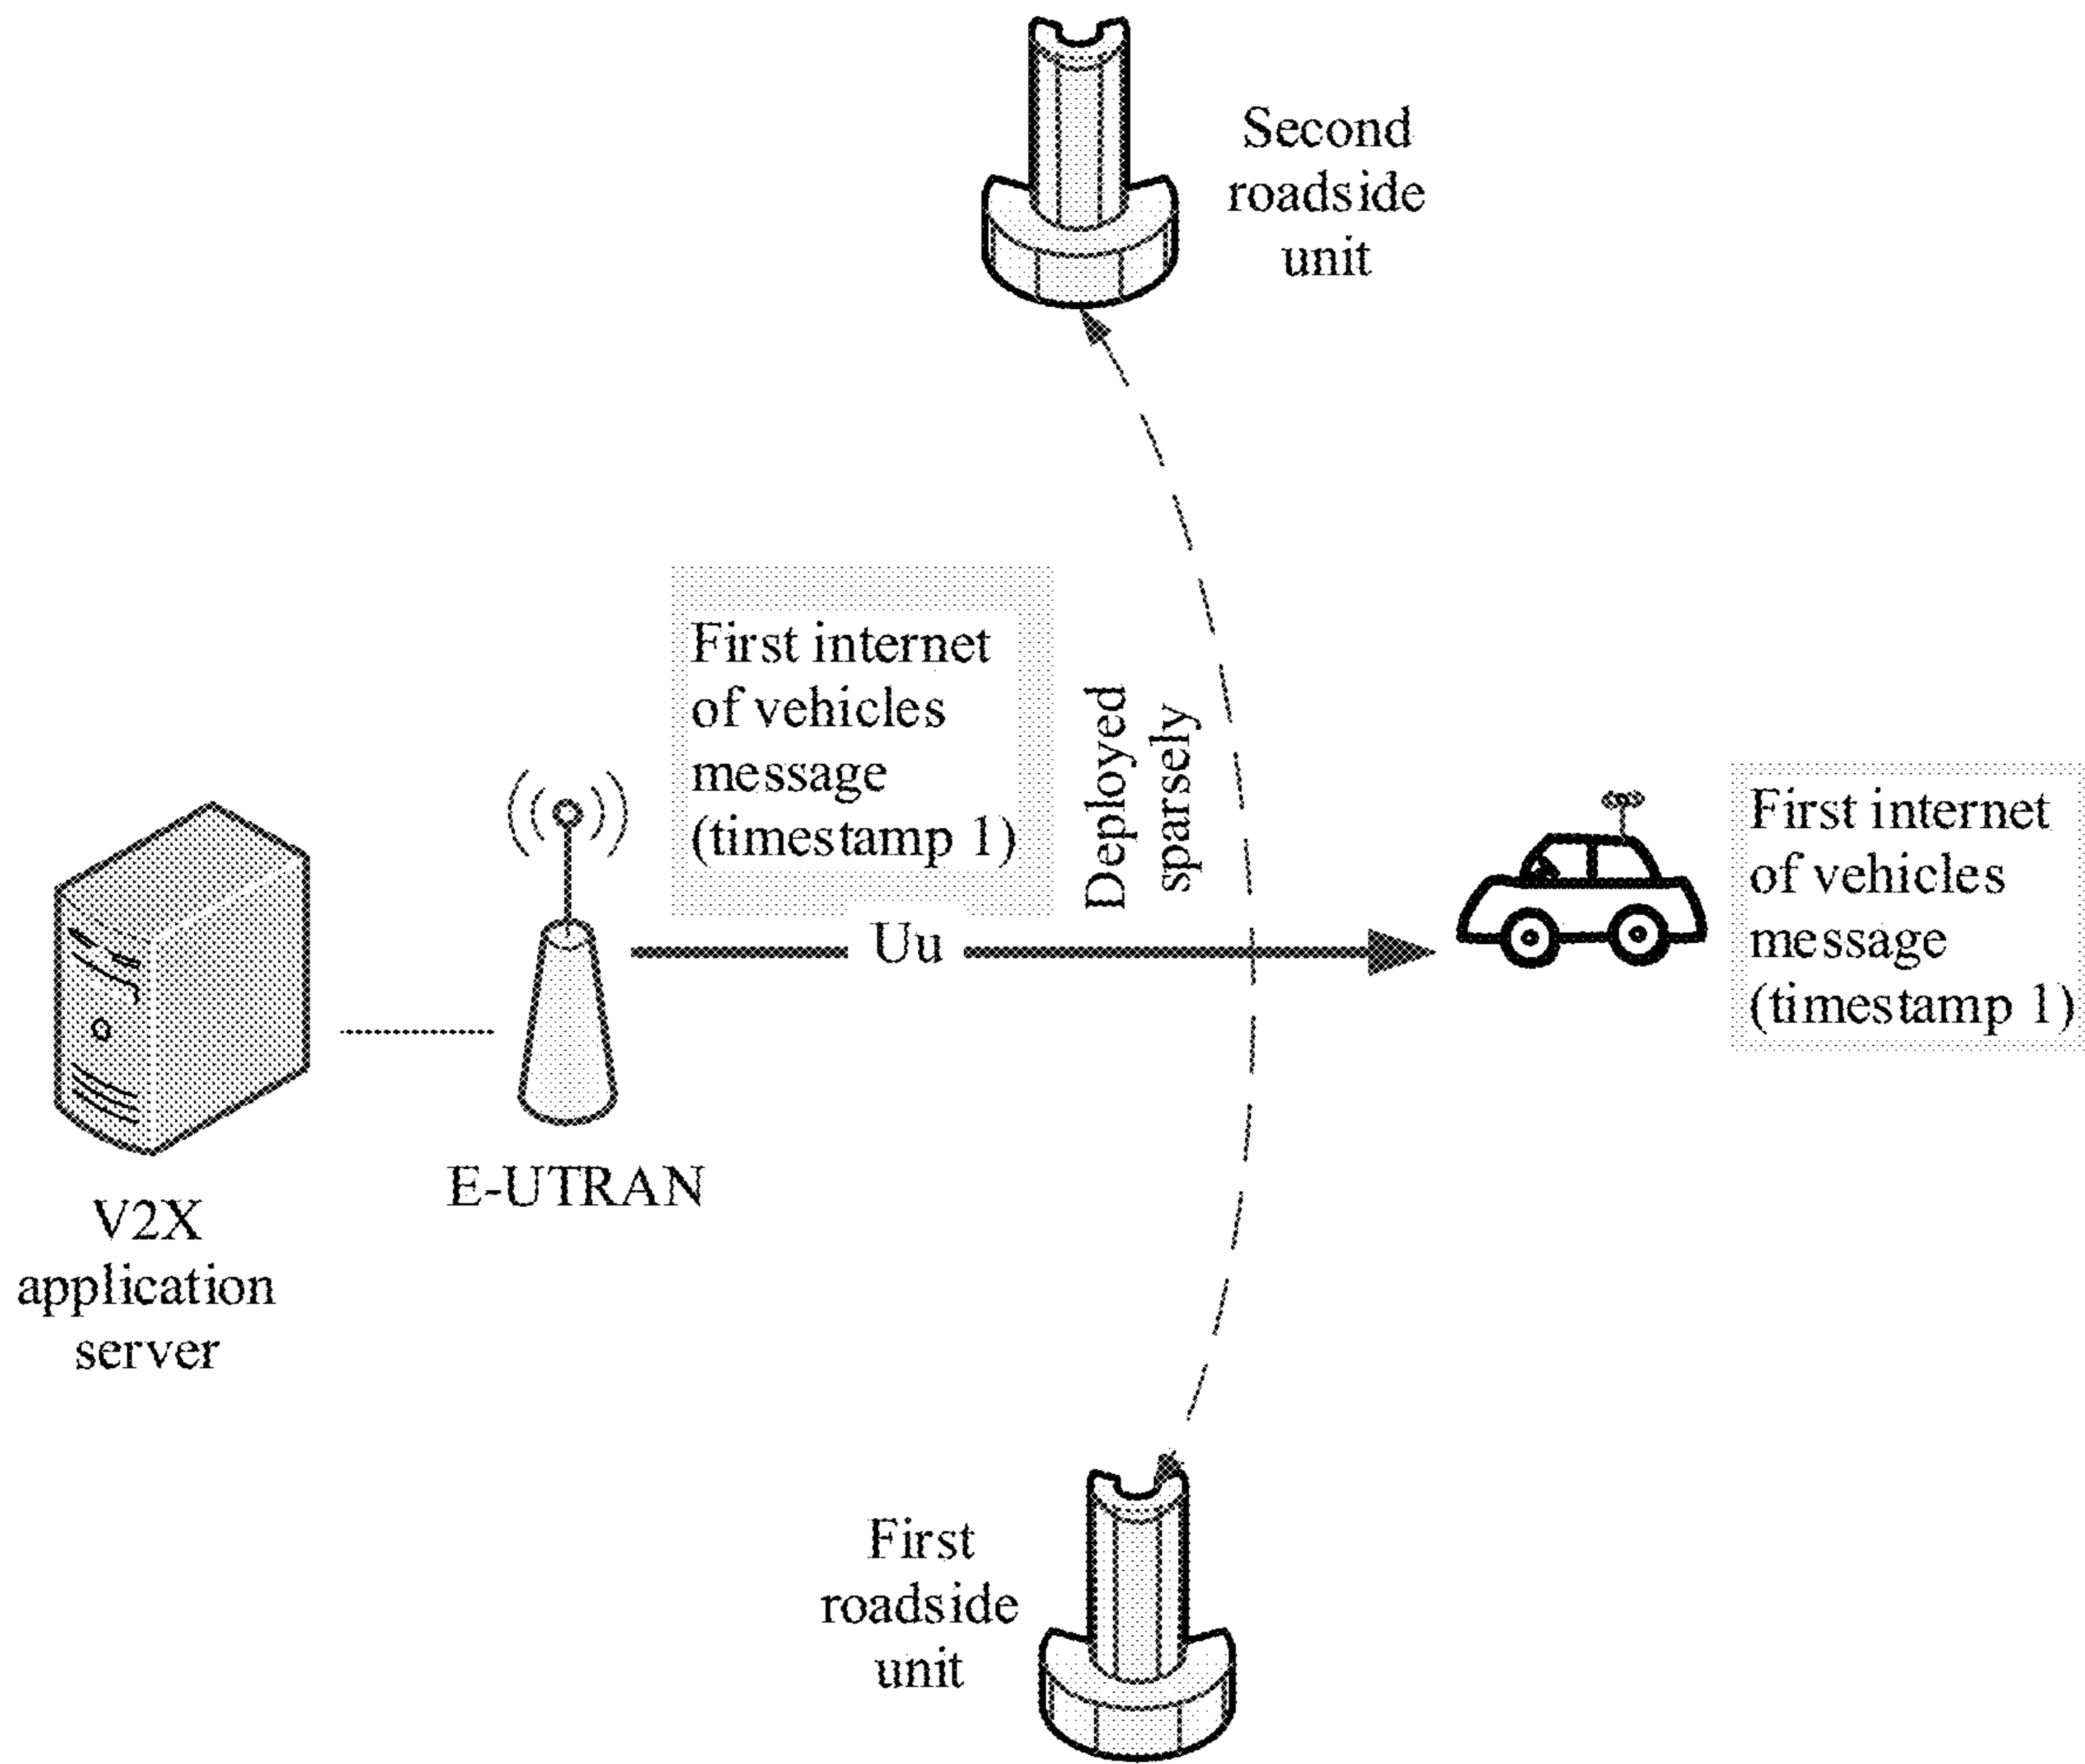 Second
roadside
unit
First internet
of vehicles
message
(timestamp 1)
Deployed
sparsely
Uu
First internet
of vehicles
message
(timestamp 1)
E-UTRAN
V2X
application
server
First
roadside
unit